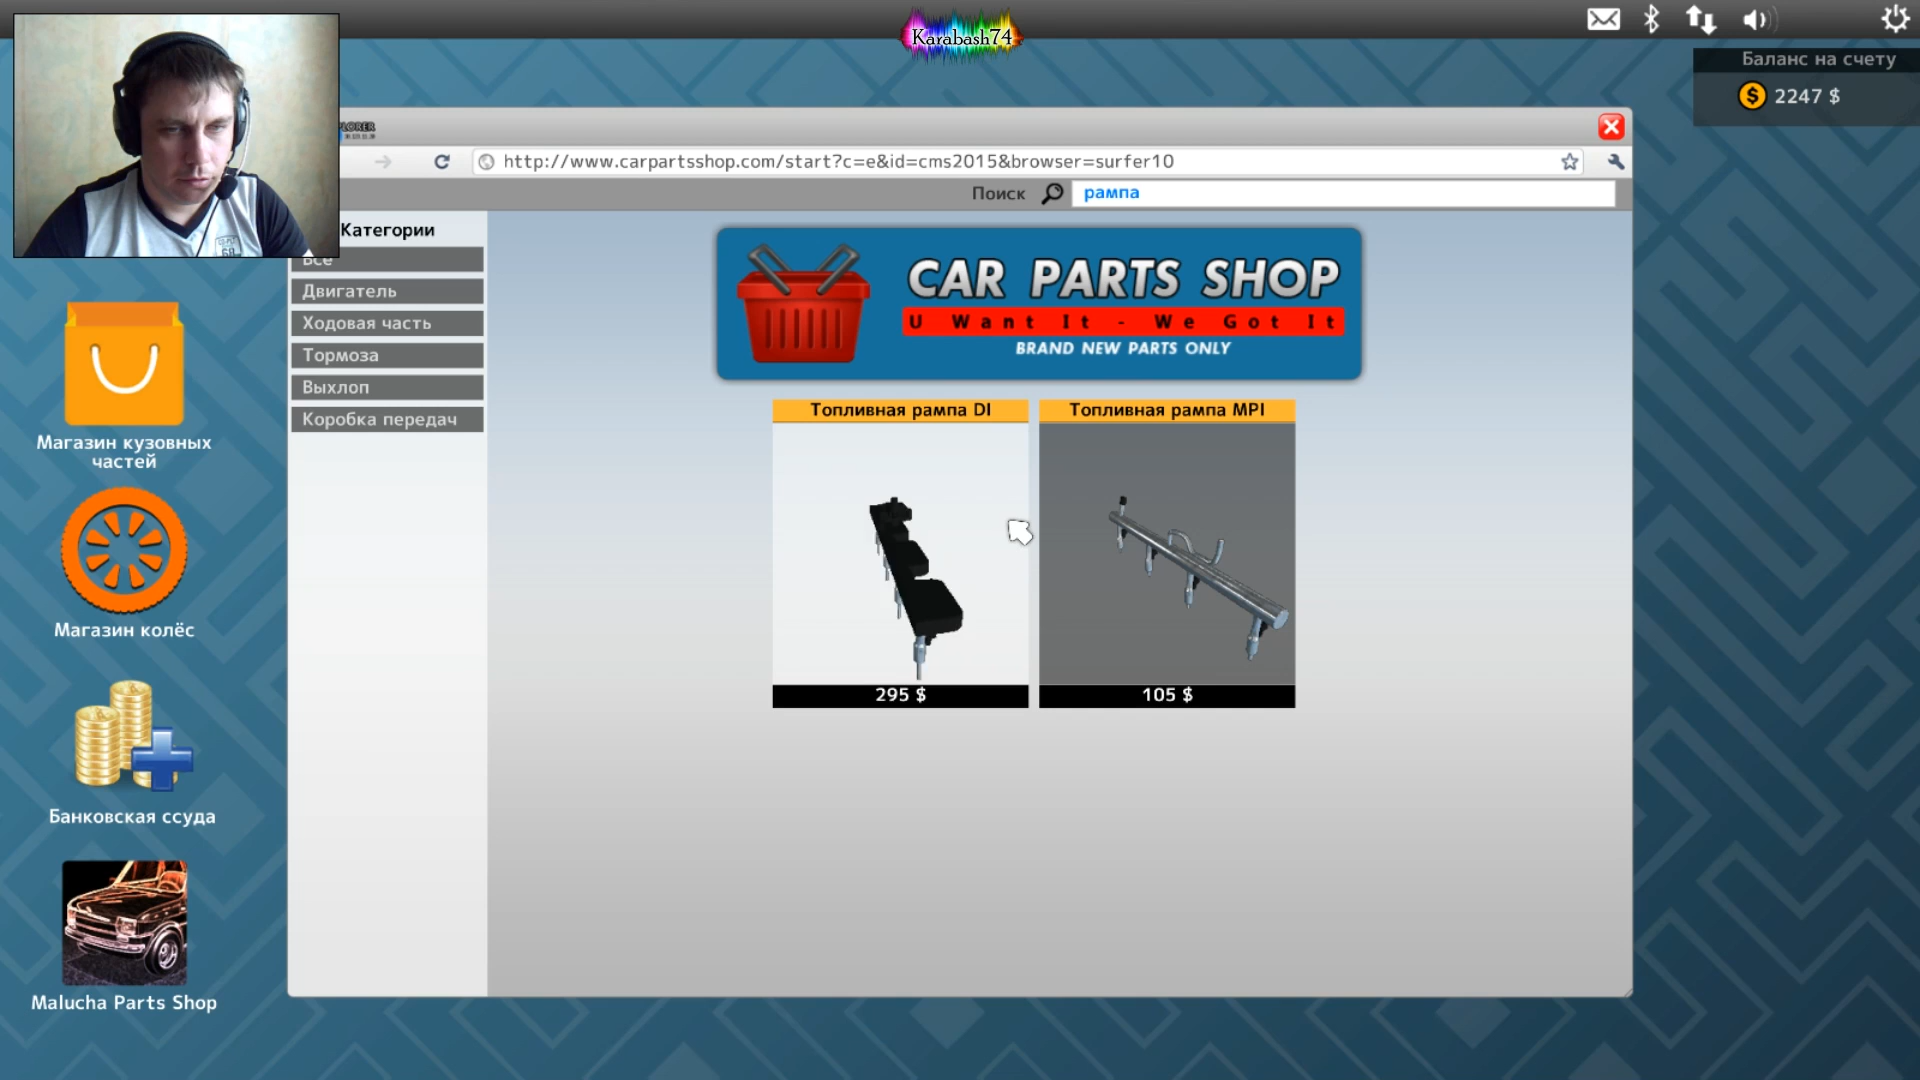 Karabash74
Баланс на счету
2247 $
http://www.carpartsshop.com/start?c=e&id=cms2015&browser=surfer10
Поиск
рампа
Категории
Все
Двигатель
Ходовая часть
Тормоза
Выхлоп
Коробка передач
CAR PARTS SHOP
U Want It - We Got It
BRAND NEW PARTS ONLY
Топливная рампа DI
295 $
Топливная рампа MPI
105 $
Магазин кузовных
частей
Магазин колёс
Банковская ссуда
Malucha Parts Shop